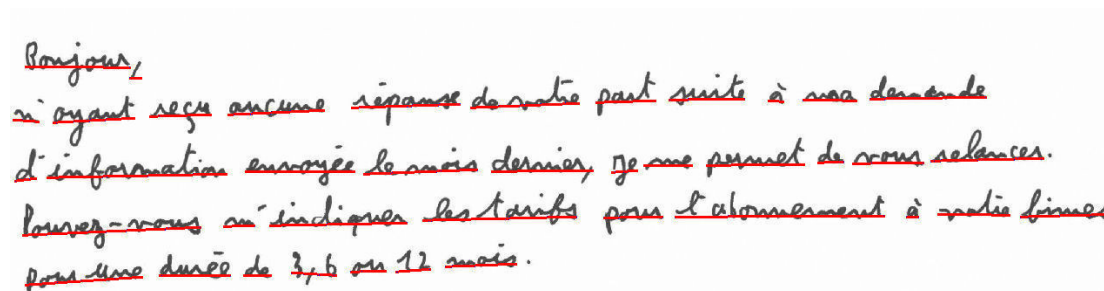 Bonjour,
n'ayant reçu aucune réponse de votre part suite à ma demande
d'information envoyée le mois dernier, je me permet de vous relancer.
Pouvez-vous m'indiquer les tarifs pour l'abonnement à votre
pour une durée de 3, 6 ou 12 mois.